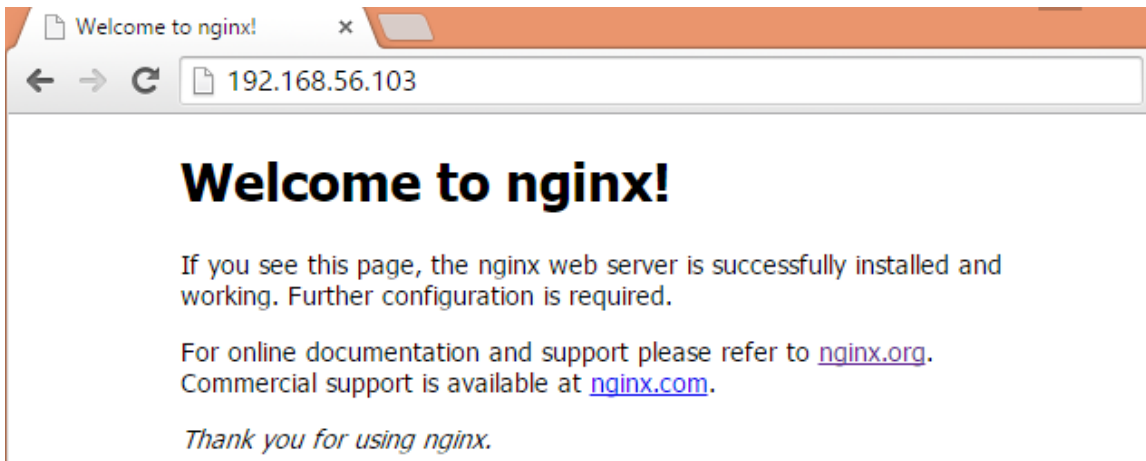 Welcome to nginx!
192.168.56.103
Welcome to nginx!
If you see this page, the nginx web server is successfully installed and
working. Further configuration is required.
For online documentation and support please refer to nginx.org.
Commercial support is available at nginx.com.
Thank you for using nginx.